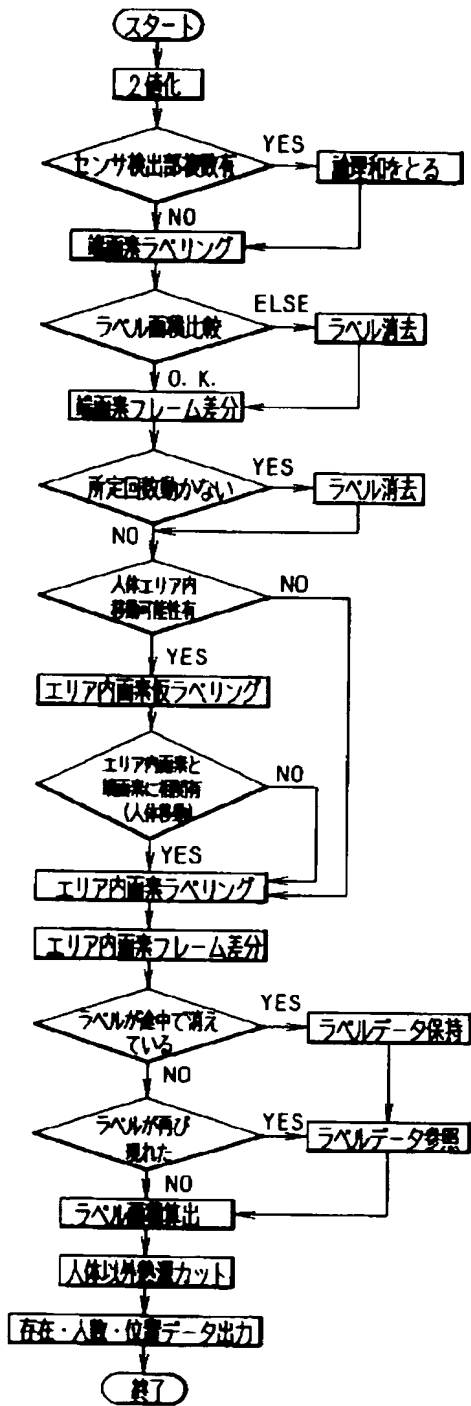 スタート
2値化
センサ検出部複数有
YES
論理和をとる
NO
端画素ラベリング
ラベル面積比較
ELSE
ラベル消去
O. K.
端画素フレーム差分
所定回数動かない
YES
ラベル消去
NO
人体エリア内
移動可能性有
NO
YES
エリア内画素仮ラベリング
エリア内画素と
端画素に相関有
(人体移動)
NO
YES
エリア内画素ラベリング
エリア内画素フレーム差分
ラベルが途中で消え
ている
YES
ラベルデータ保持
NO
ラベルが再び
現れた
YES
ラベルデータ参照
NO
ラベル面積算出
人体以外熱源カット
存在・人数・位置データ出力
終了